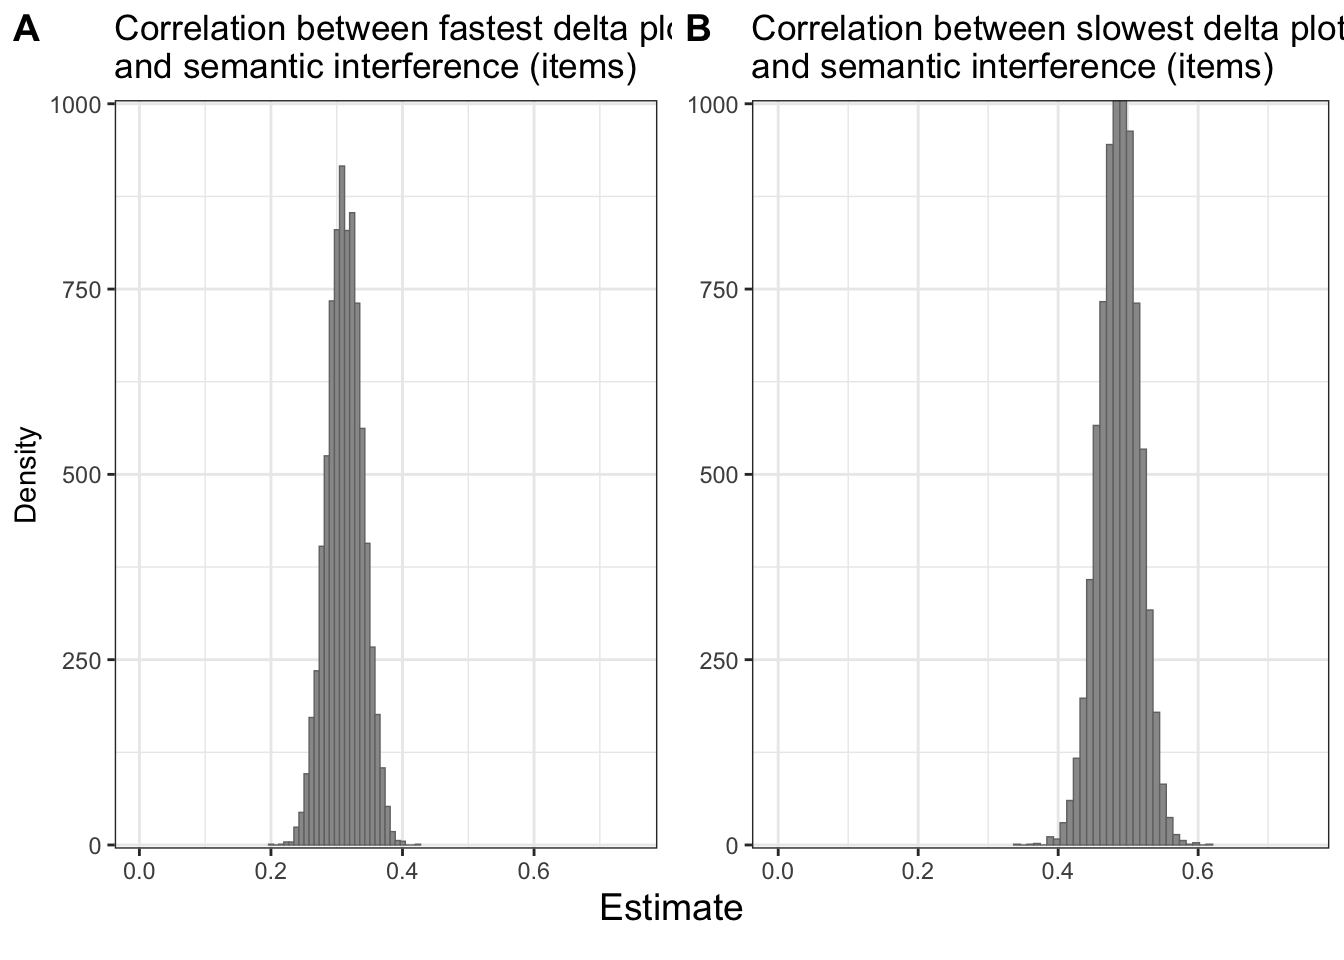 A
Correlation between fastest delta plo
and semantic interference (items)
B
Correlation between slowest delta plot
and semantic interference (items)
Density
1000
750
500
250
0
0.0 0.2 0.4 0.6
1000
750
500
250
0
0.0 0.2 0.4 0.6
Estimate